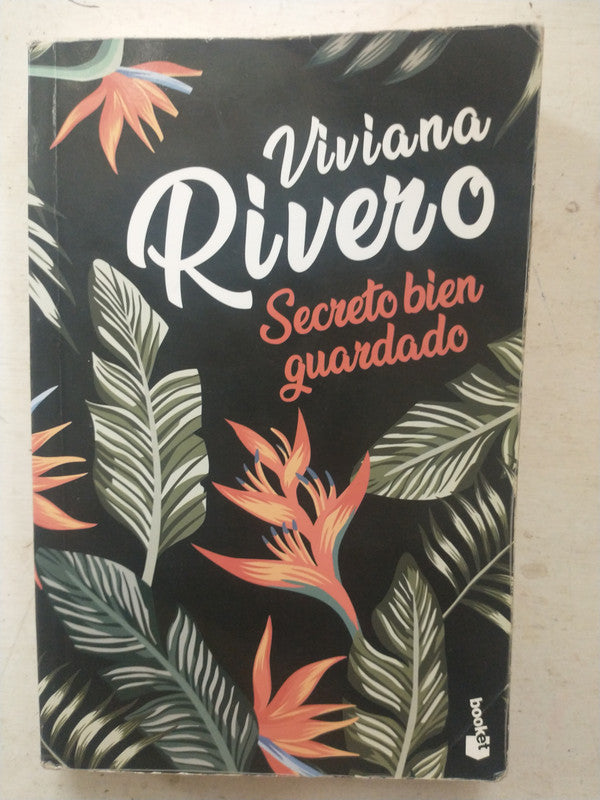 Viviana
Rivero
Secreto bien
guardado
booket